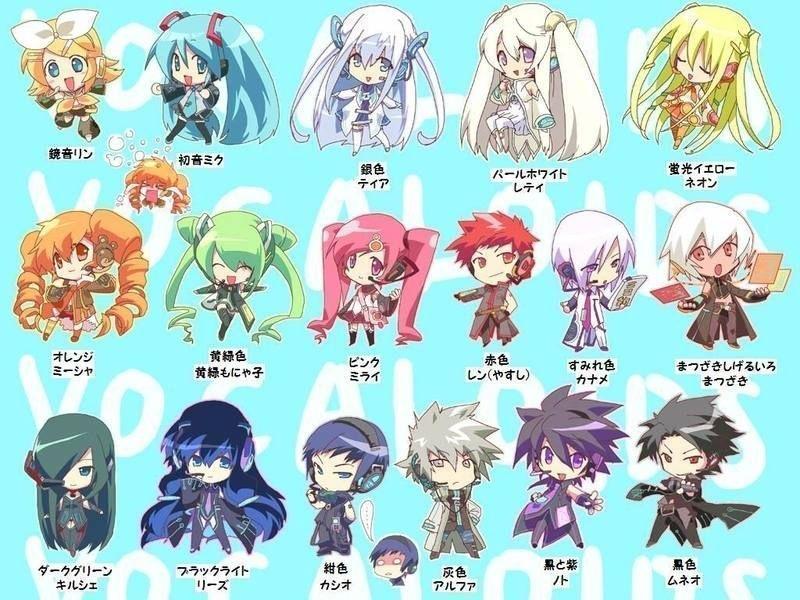 VOCALOIDS
鏡音リン
初音ミク
銀色
ティア
パールホワイト
レティ
蛍光イエロー
ネオン
VOCALOIDS
オレンジ
ミーシャ
黄緑色
黄緑もにゃ子
ピンク
ミライ
赤色
レン(やすし)
すみれ色
カナメ
まつざきしげるいろ
まつざき
VOCALOIDS
ダークグリーン
キルシェ
ブラックライト
リーズ
紺色
カシオ
灰色
アルファ
黒と紫
ノト
黒色
ムネオ
VOCALOIDS